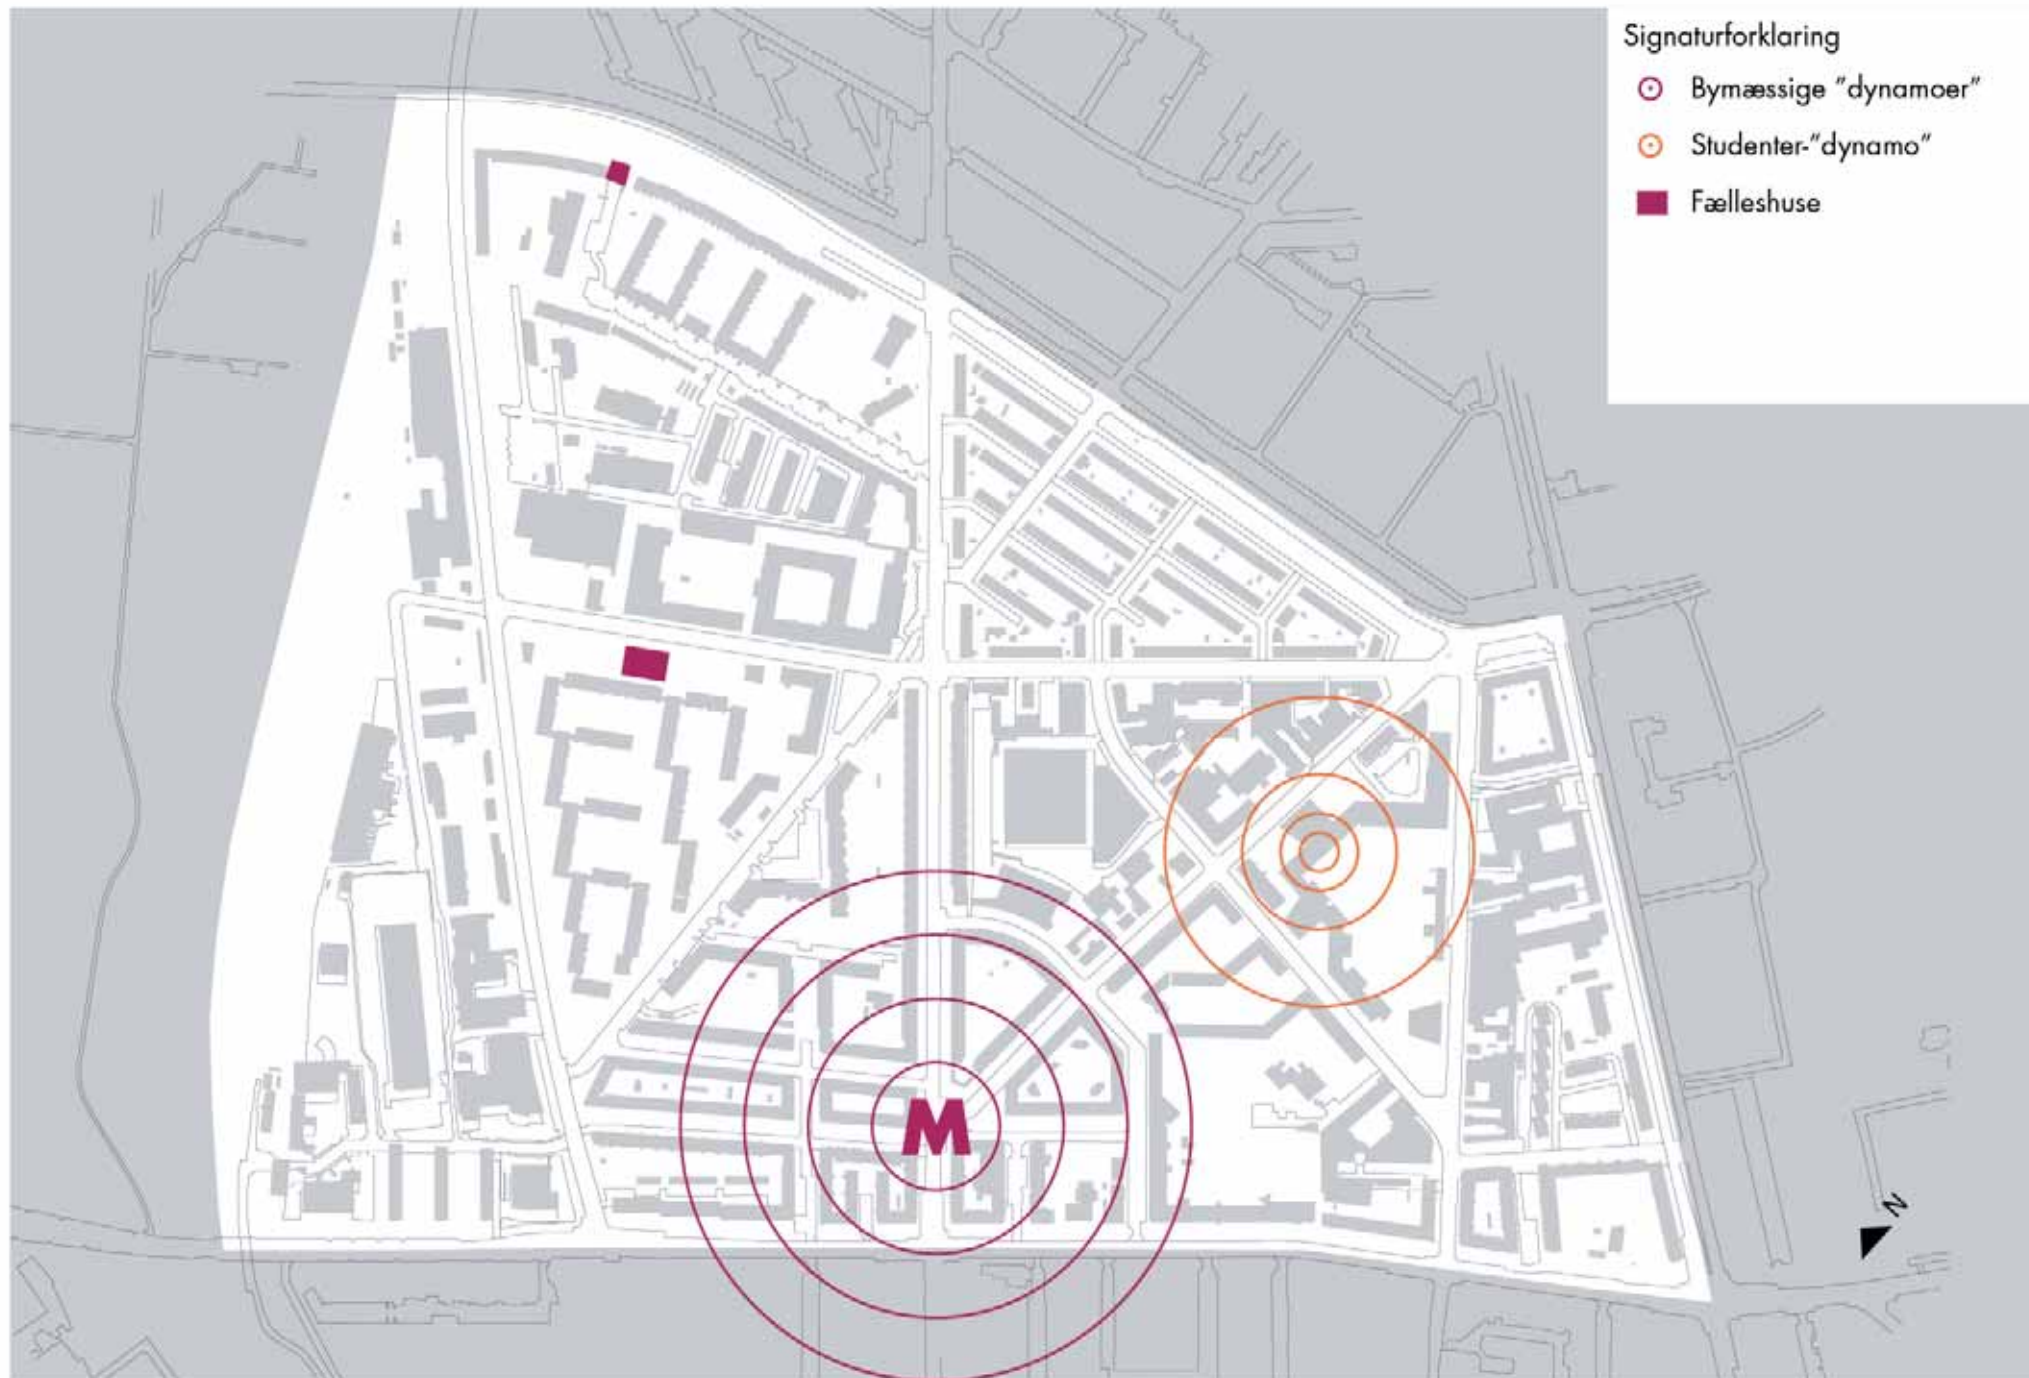 Signaturforklaring
Bymæssige "dynamoer"
Studenter-"dynamo"
Fælleshuse
M
N